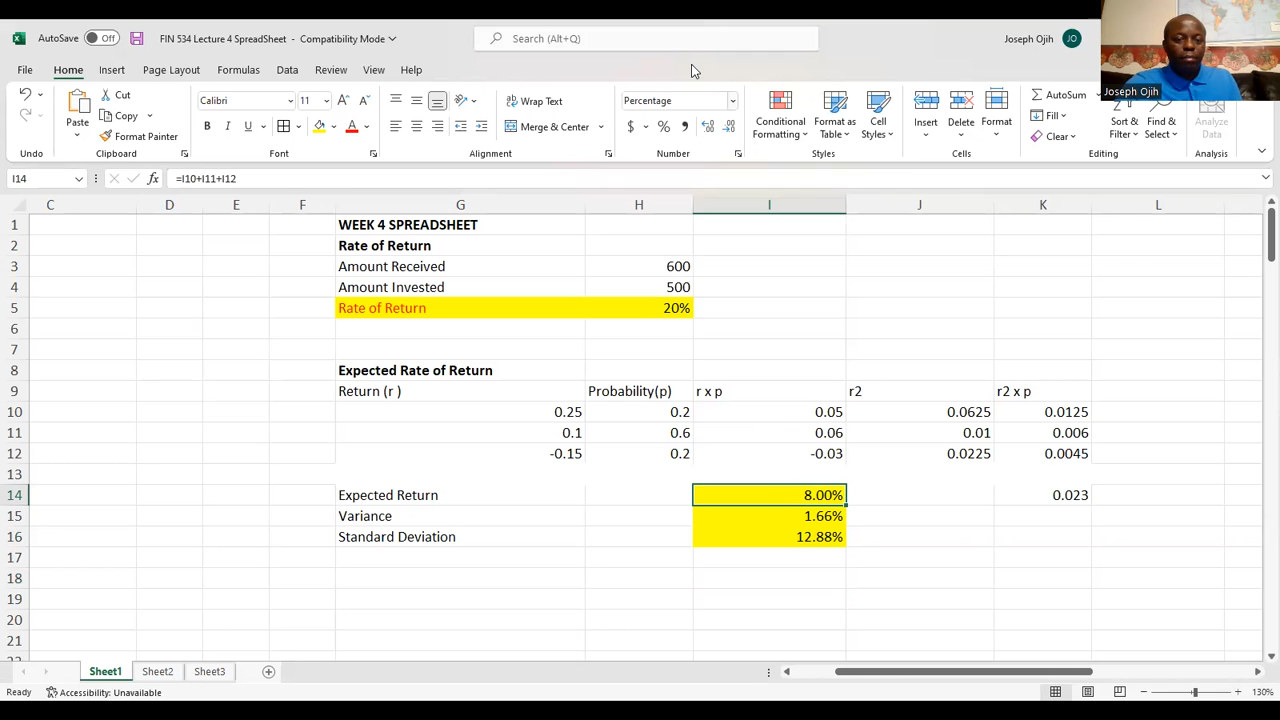 AutoSave Off FIN 534 Lecture 4 SpreadSheet - Compatibility Mode Search (Alt+Q) Joseph Ojih JO
File Home Insert Page Layout Formulas Data Review View Help
Joseph Ojih
Cut Calibri 11 A A Wrap Text Percentage AutoSum
Paste Copy Conditional Formatting Format as Table Cell Styles Insert Delete Format Fill Sort & Filter Find & Select Analyze Data
Format Painter B I U A Merge & Center $ % , Clear
Undo Clipboard Font Alignment Number Styles Cells Editing Analysis
I14 fx =I10+I11+I12
C D E F G H I J K L
1 WEEK 4 SPREADSHEET
2 Rate of Return
3 Amount Received 600
4 Amount Invested 500
5 Rate of Return 20%
6
7
8 Expected Rate of Return
9 Return (r ) Probability(p) r x p r2 r2 x p
10 0.25 0.2 0.05 0.0625 0.0125
11 0.1 0.6 0.06 0.01 0.006
12 -0.15 0.2 -0.03 0.0225 0.0045
13
14 Expected Return 8.00% 0.023
15 Variance 1.66%
16 Standard Deviation 12.88%
17
18
19
20
21
Sheet1 Sheet2 Sheet3
Ready Accessibility: Unavailable 130%